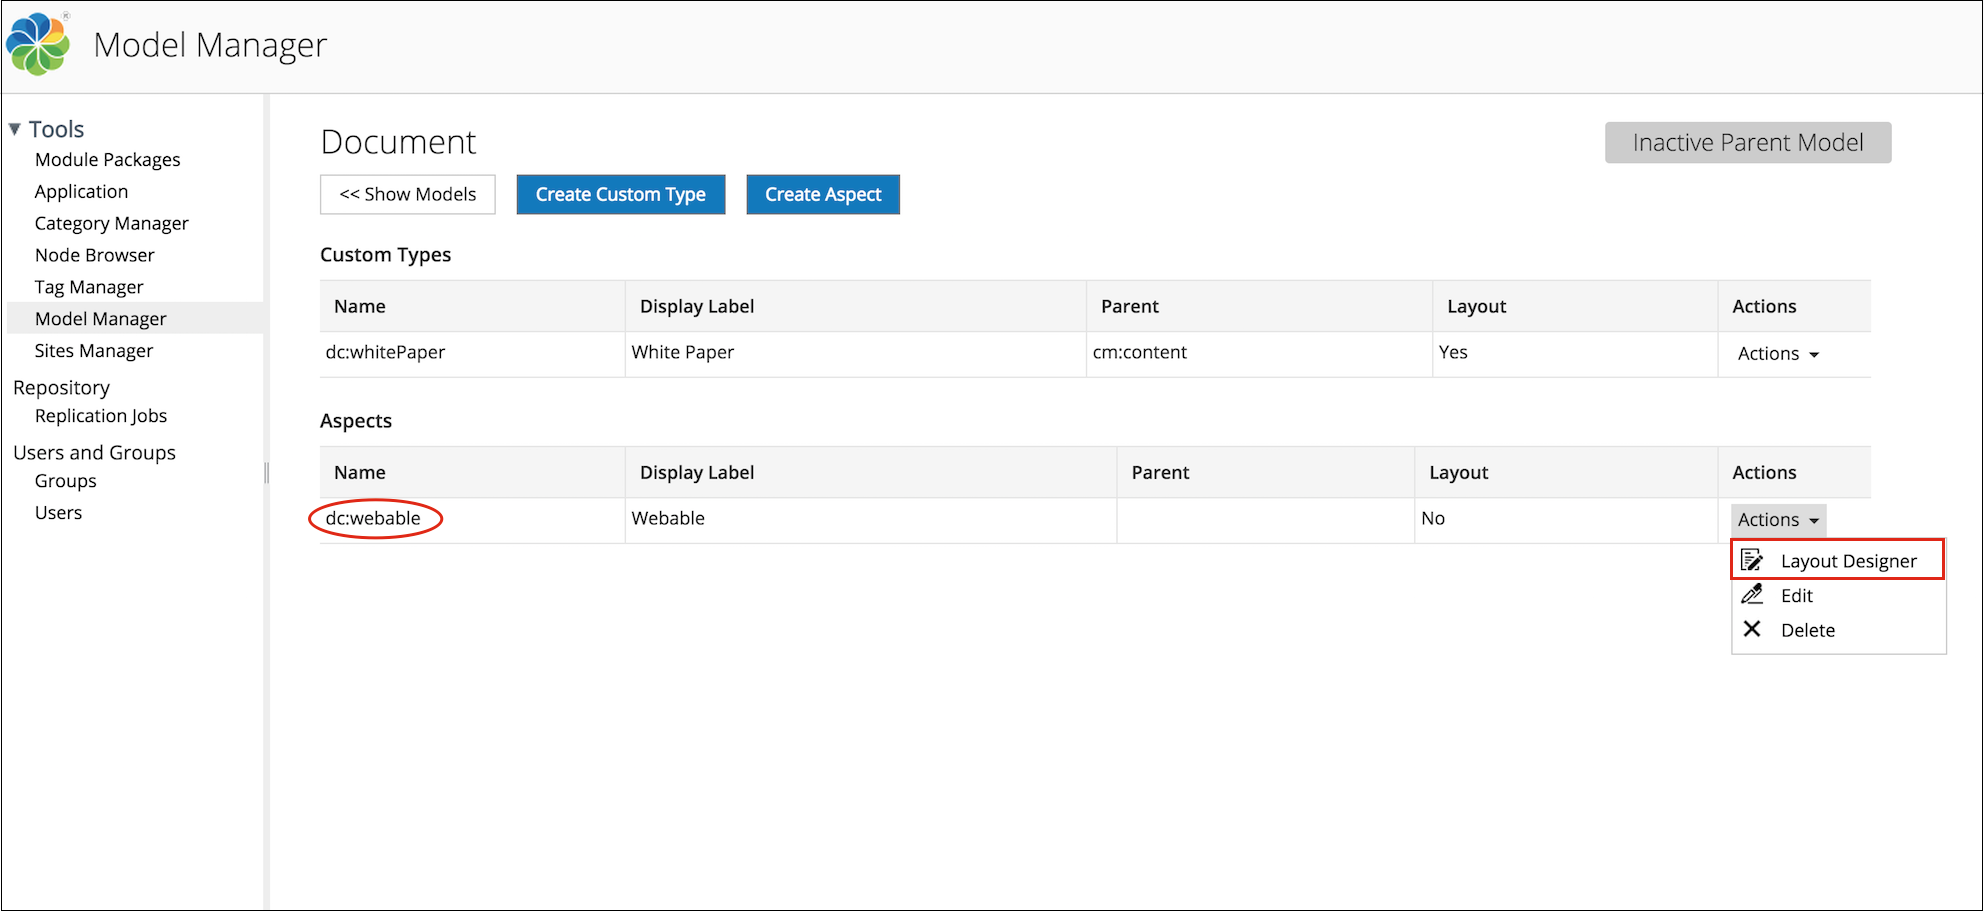 Model Manager
Tools
Module Packages
Application
Category Manager
Node Browser
Tag Manager
Model Manager
Sites Manager
Repository
Replication Jobs
Users and Groups
Groups
Users
Document
Inactive Parent Model
<< Show Models Create Custom Type Create Aspect
Custom Types
Name Display Label Parent Layout Actions
dc:whitePaper White Paper cm:content Yes Actions
Aspects
Name Display Label Parent Layout Actions
dc:webable Webable No Actions
Layout Designer
Edit
Delete